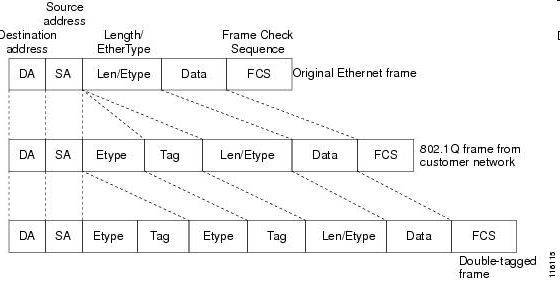 Source
address
Destination
address
Length/
EtherType
Frame Check
Sequence
DA SA Len/Etype Data FCS Original Ethernet frame
DA SA Etype Tag Len/Etype Data FCS 802.1Q frame from
customer network
DA SA Etype Tag Etype Tag Len/Etype Data FCS
Double-tagged
frame